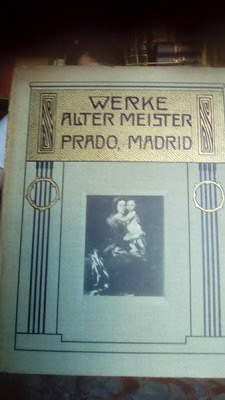 WERKE
ALTER MEISTER
PRADO, MADRID